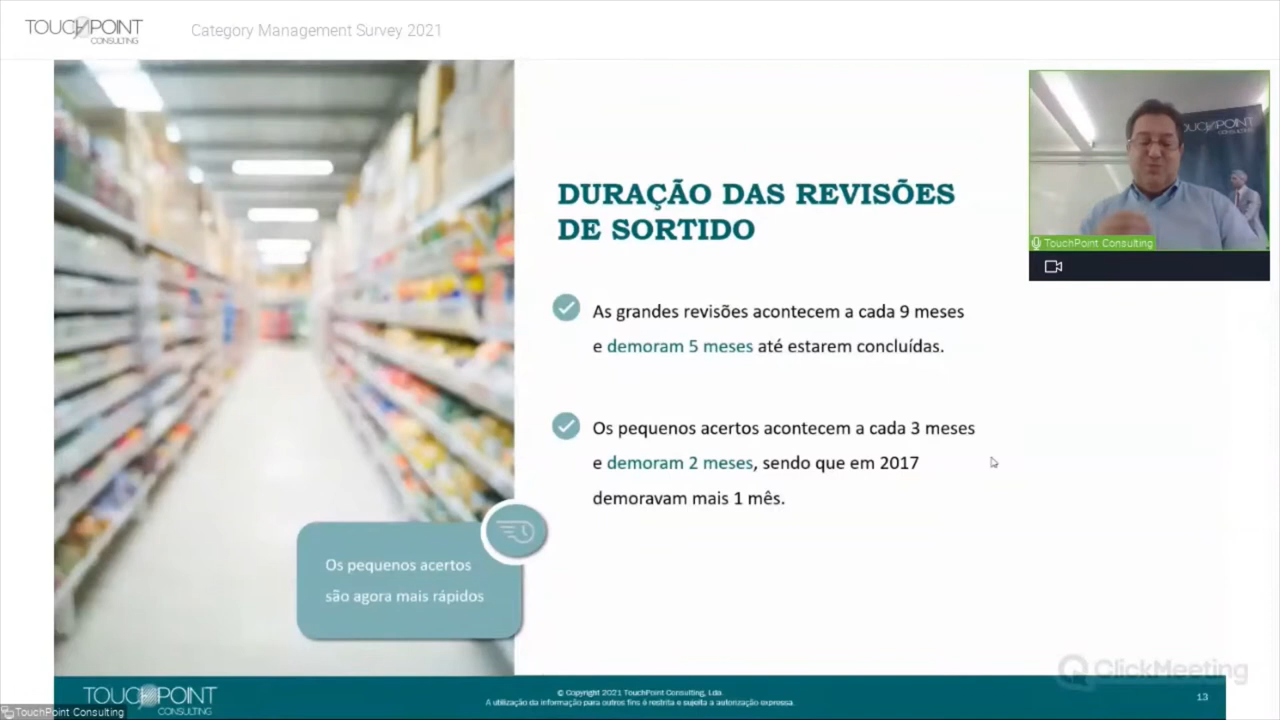 TOUCHPOINT
CONSULTING
Category Management Survey 2021
TOUCHPOINT
CONSULTING
TouchPoint Consulting
DURAÇÃO DAS REVISÕES
DE SORTIDO
As grandes revisões acontecem a cada 9 meses
e demoram 5 meses até estarem concluídas.
Os pequenos acertos acontecem a cada 3 meses
e demoram 2 meses, sendo que em 2017
demoravam mais 1 mês.
Os pequenos acertos
são agora mais rápidos
ClickMeeting
TOUCHPOINT
CONSULTING
© Copyright 2021 TouchPoint Consulting, Lda.
A utilização da informação para outros fins é restrita e sujeita a autorização expressa.
13
TouchPoint Consulting